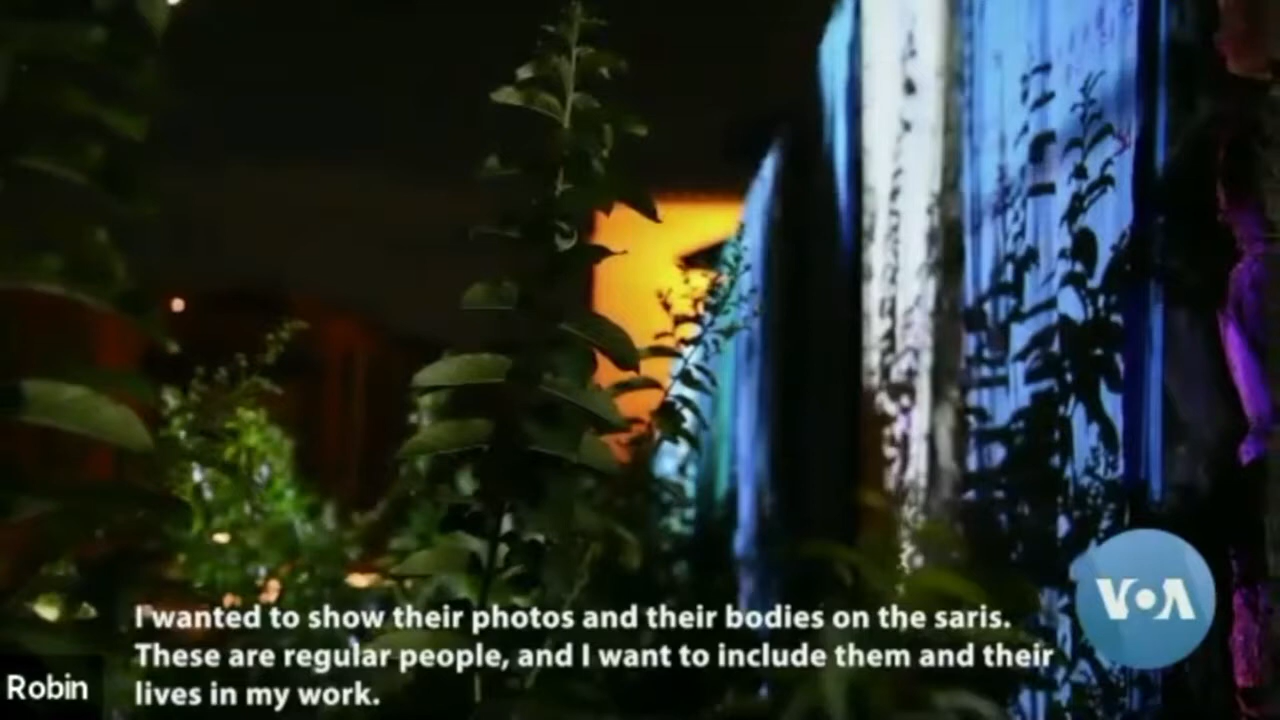 VOA
I wanted to show their photos and their bodies on the saris.
These are regular people, and I want to include them and their
lives in my work.
Robin